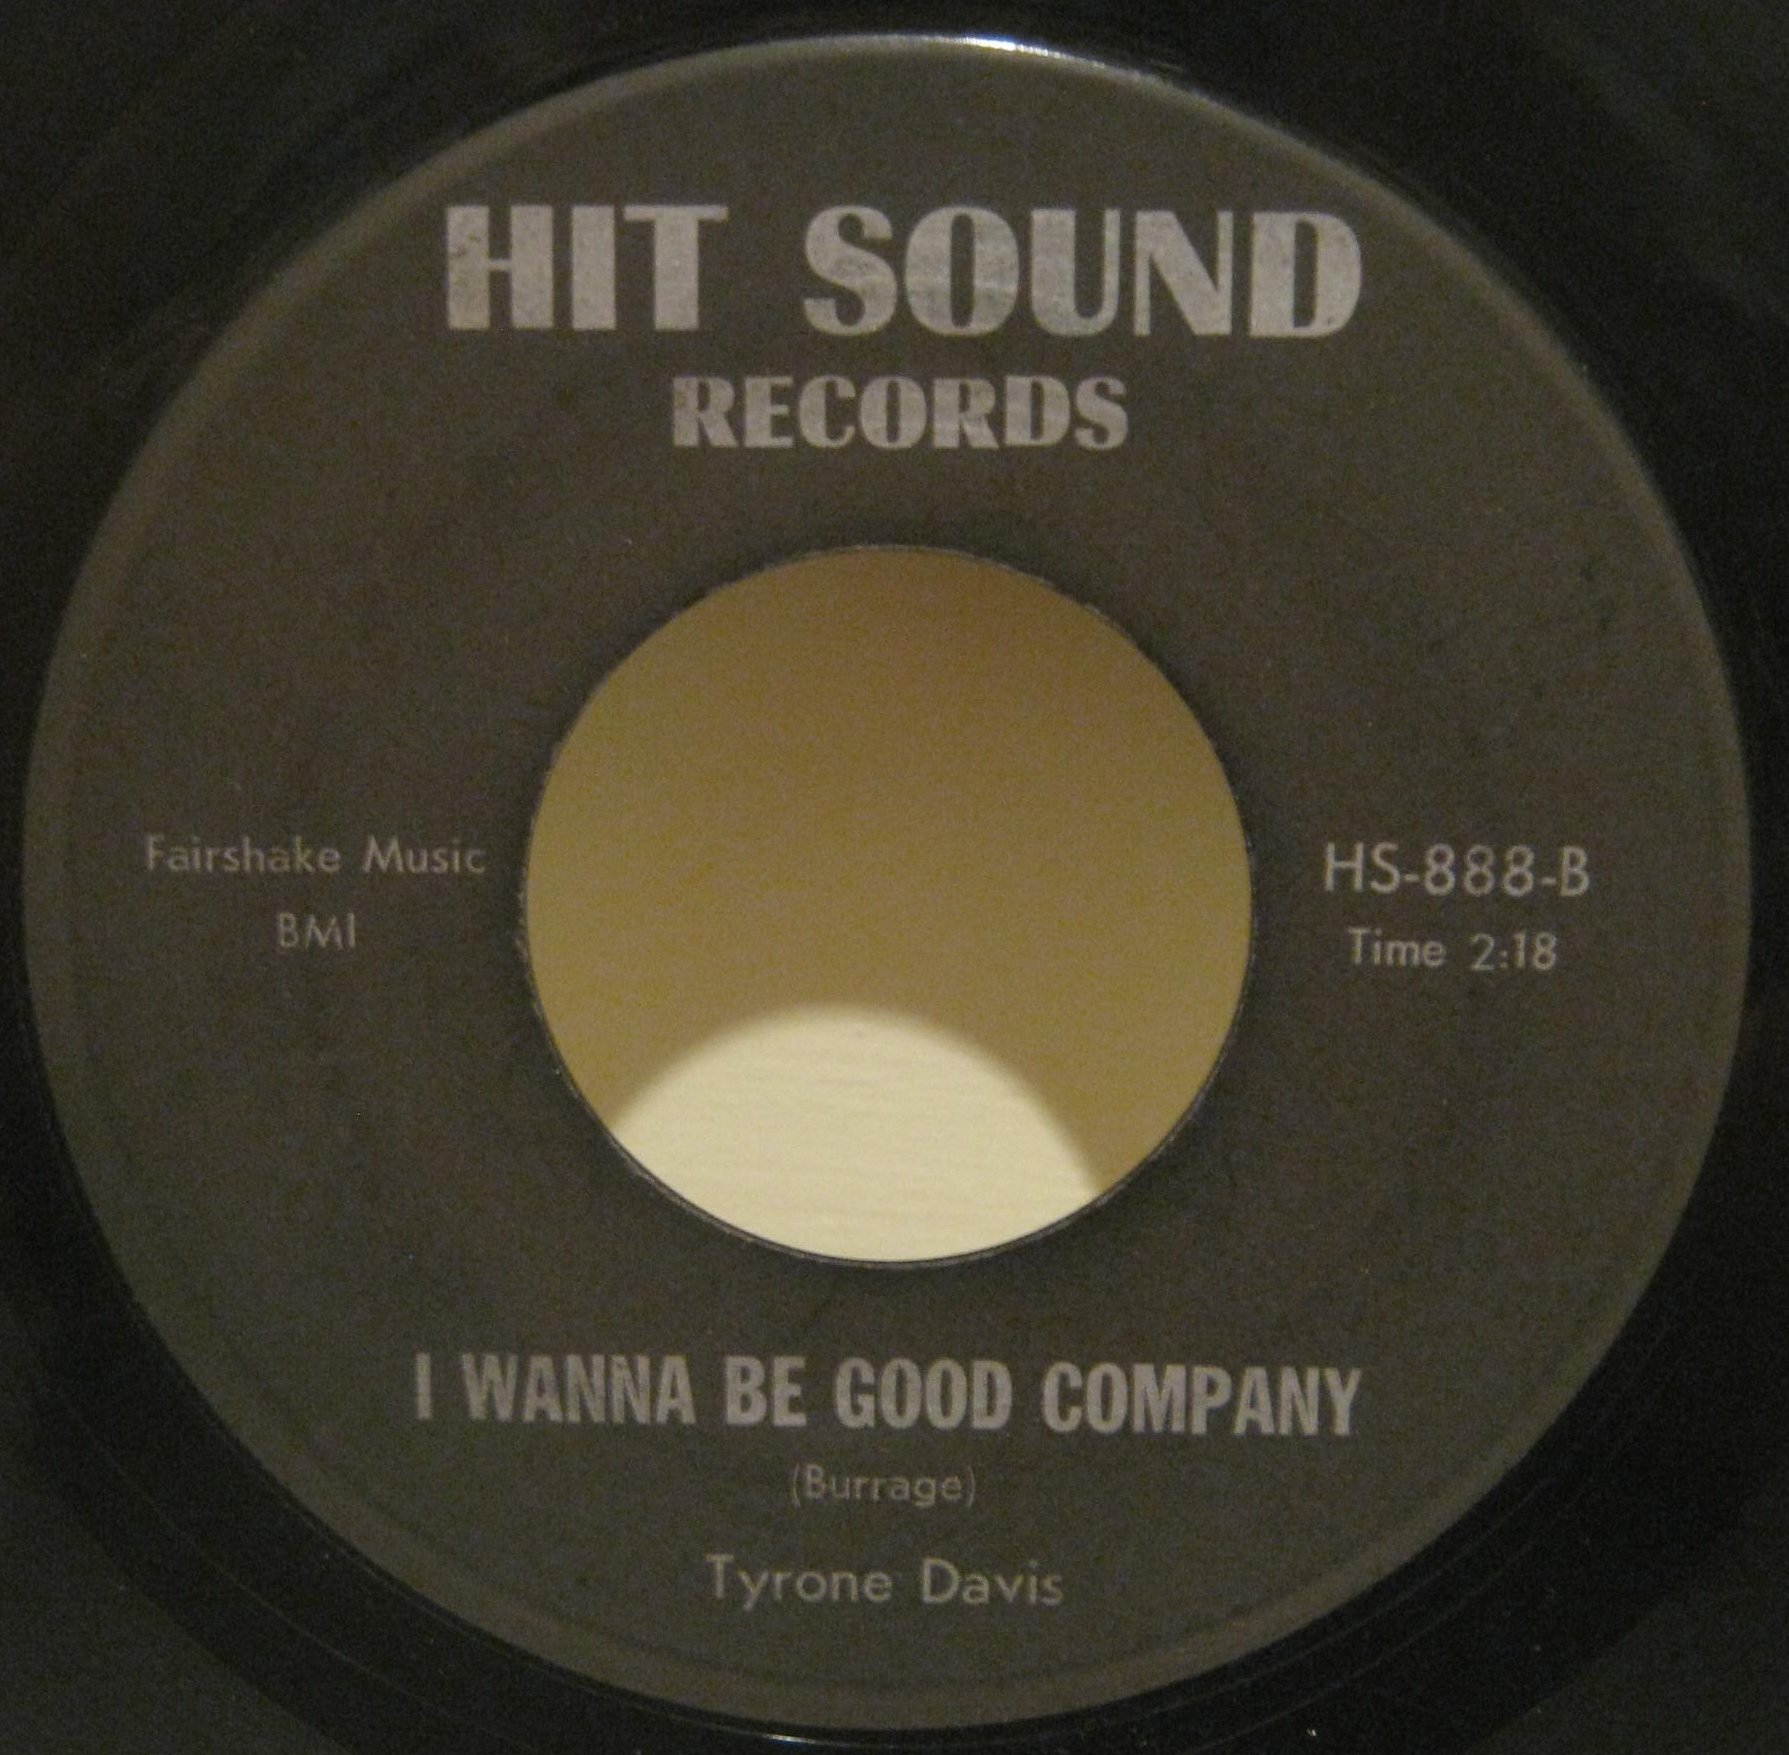 HIT SOUND
RECORDS
Fairshake Music
BMI
HS-888-B
Time 2:18
I WANNA BE GOOD COMPANY
(Burrage)
Tyrone Davis